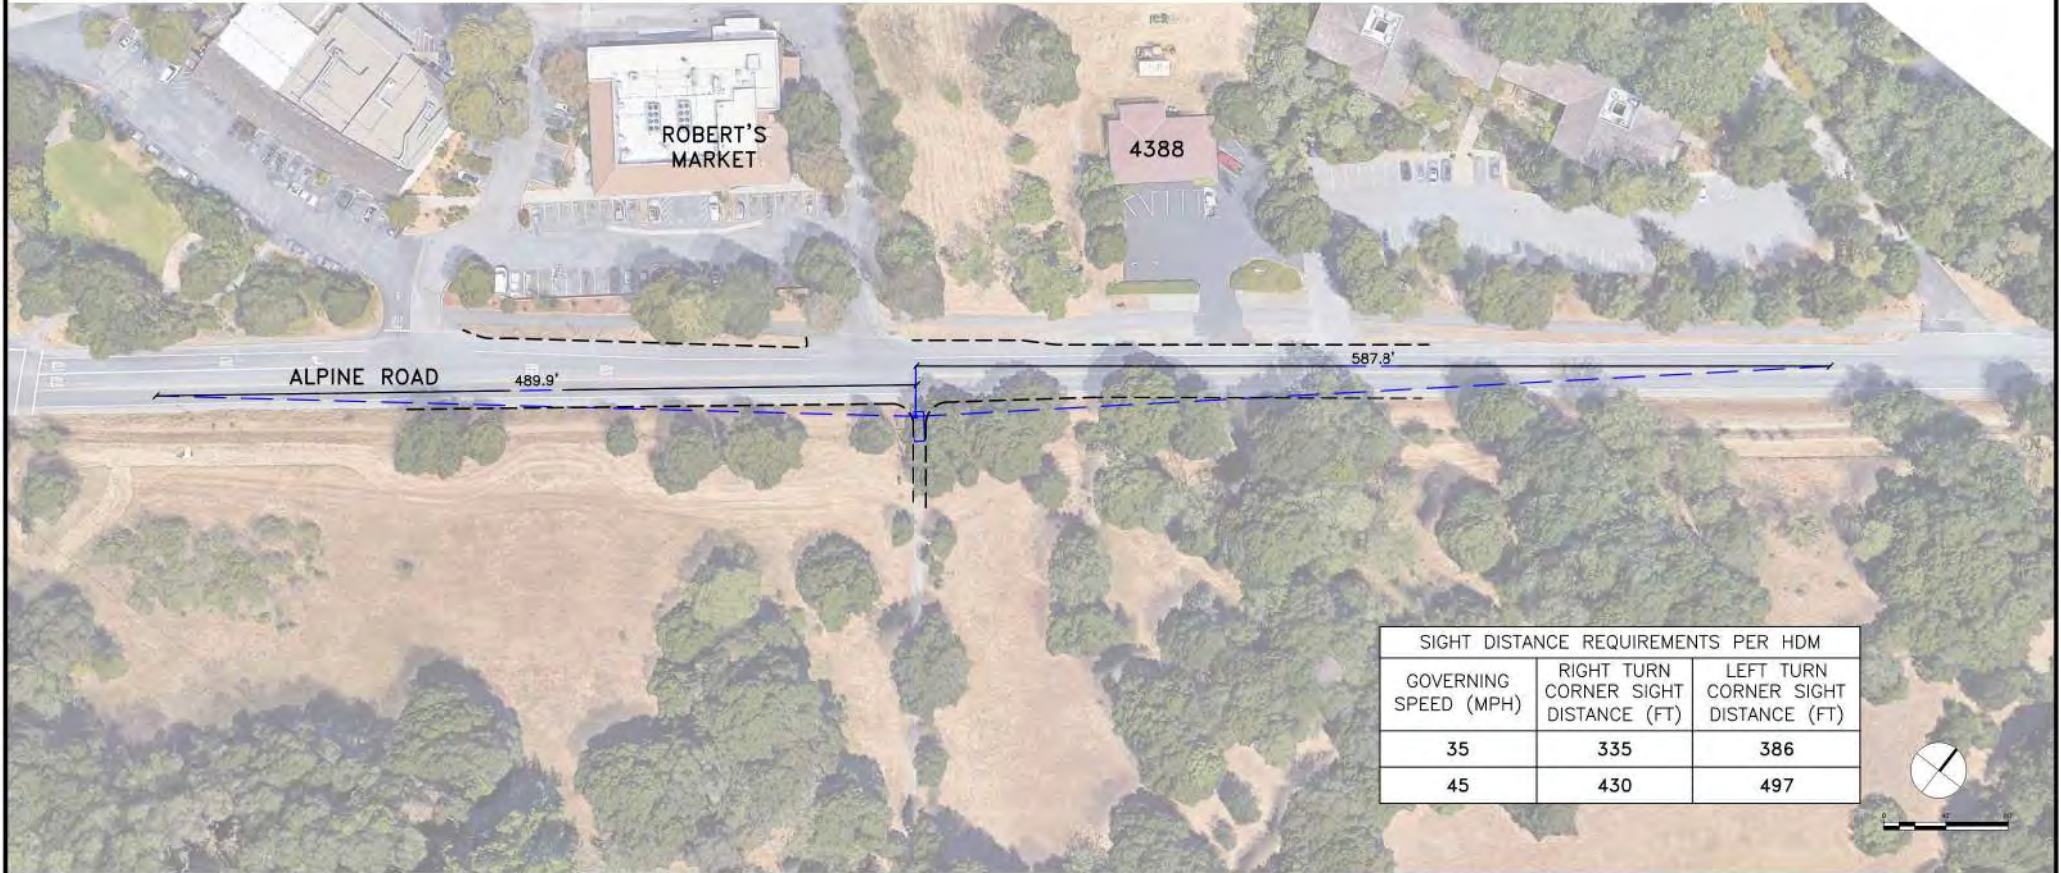 ROBERT'S
MARKET
4388
587.8'
ALPINE ROAD
489.9'
SIGHT DISTANCE REQUIREMENTS PER HDM
GOVERNING
SPEED (MPH)
RIGHT TURN
CORNER SIGHT
DISTANCE (FT)
LEFT TURN
CORNER SIGHT
DISTANCE (FT)
35
335
386
45
430
497
0